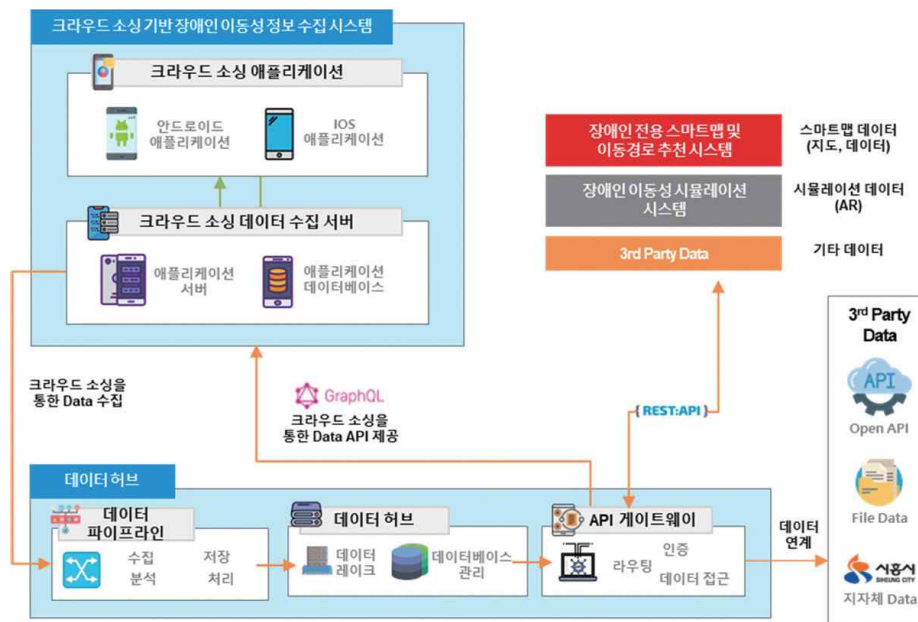 크라우드 소싱 기반 장애인 이동성 정보 수집 시스템
크라우드 소싱 애플리케이션
안드로이드
애플리케이션
IOS
애플리케이션
크라우드 소싱 데이터 수집 서버
애플리케이션
서버
애플리케이션
데이터베이스
장애인 전용 스마트맵 및
이동경로 추천 시스템
스마트맵 데이터
(지도, 데이터)
장애인 이동성 시뮬레이션
시스템
시뮬레이션 데이터
(AR)
3rd Party Data
기타 데이터
크라우드 소싱을
통한 Data 수집
GraphQL
크라우드 소싱을
통한 Data API 제공
{ REST:API }
데이터 허브
데이터
파이프라인
수집 저장
분석 처리
데이터 허브
데이터
레이크
데이터베이스
관리
API 게이트웨이
인증
라우팅
데이터 접근
데이터
연계
3rd Party
Data
API
Open API
File Data
시흥시
SIHEUNG CITY
지자체 Data